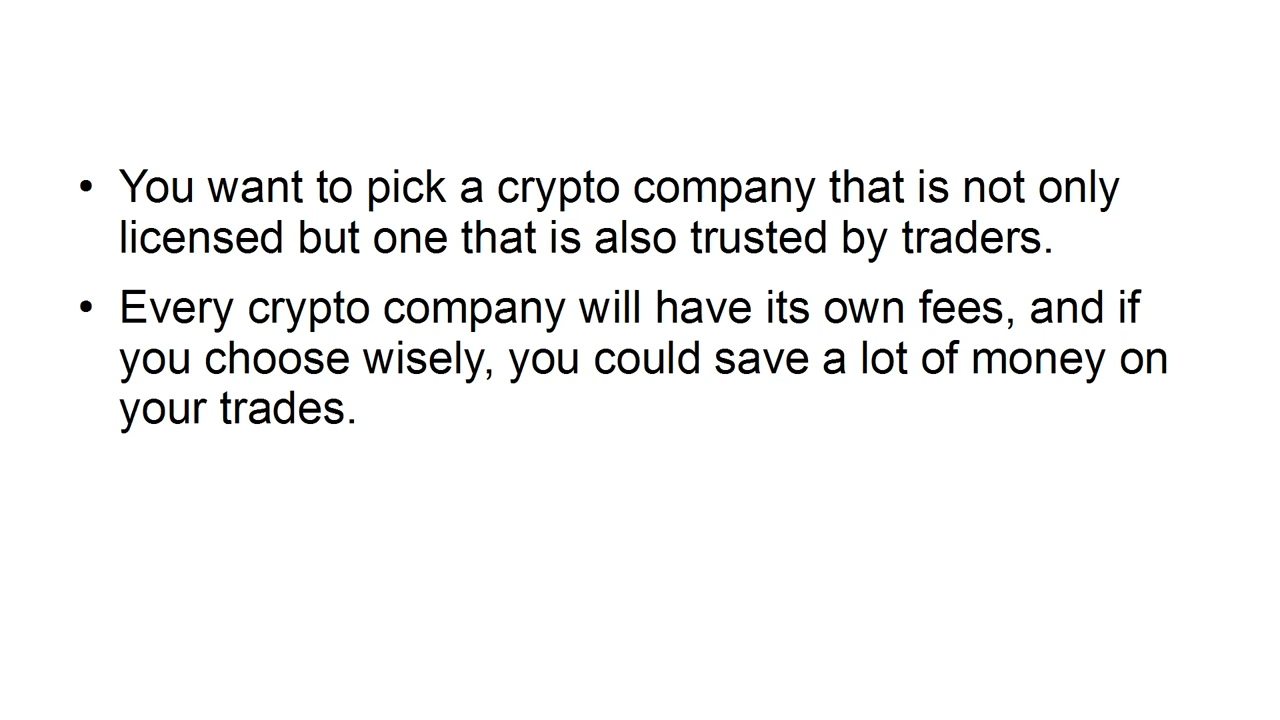 • You want to pick a crypto company that is not only
licensed but one that is also trusted by traders.
• Every crypto company will have its own fees, and if
you choose wisely, you could save a lot of money on
your trades.